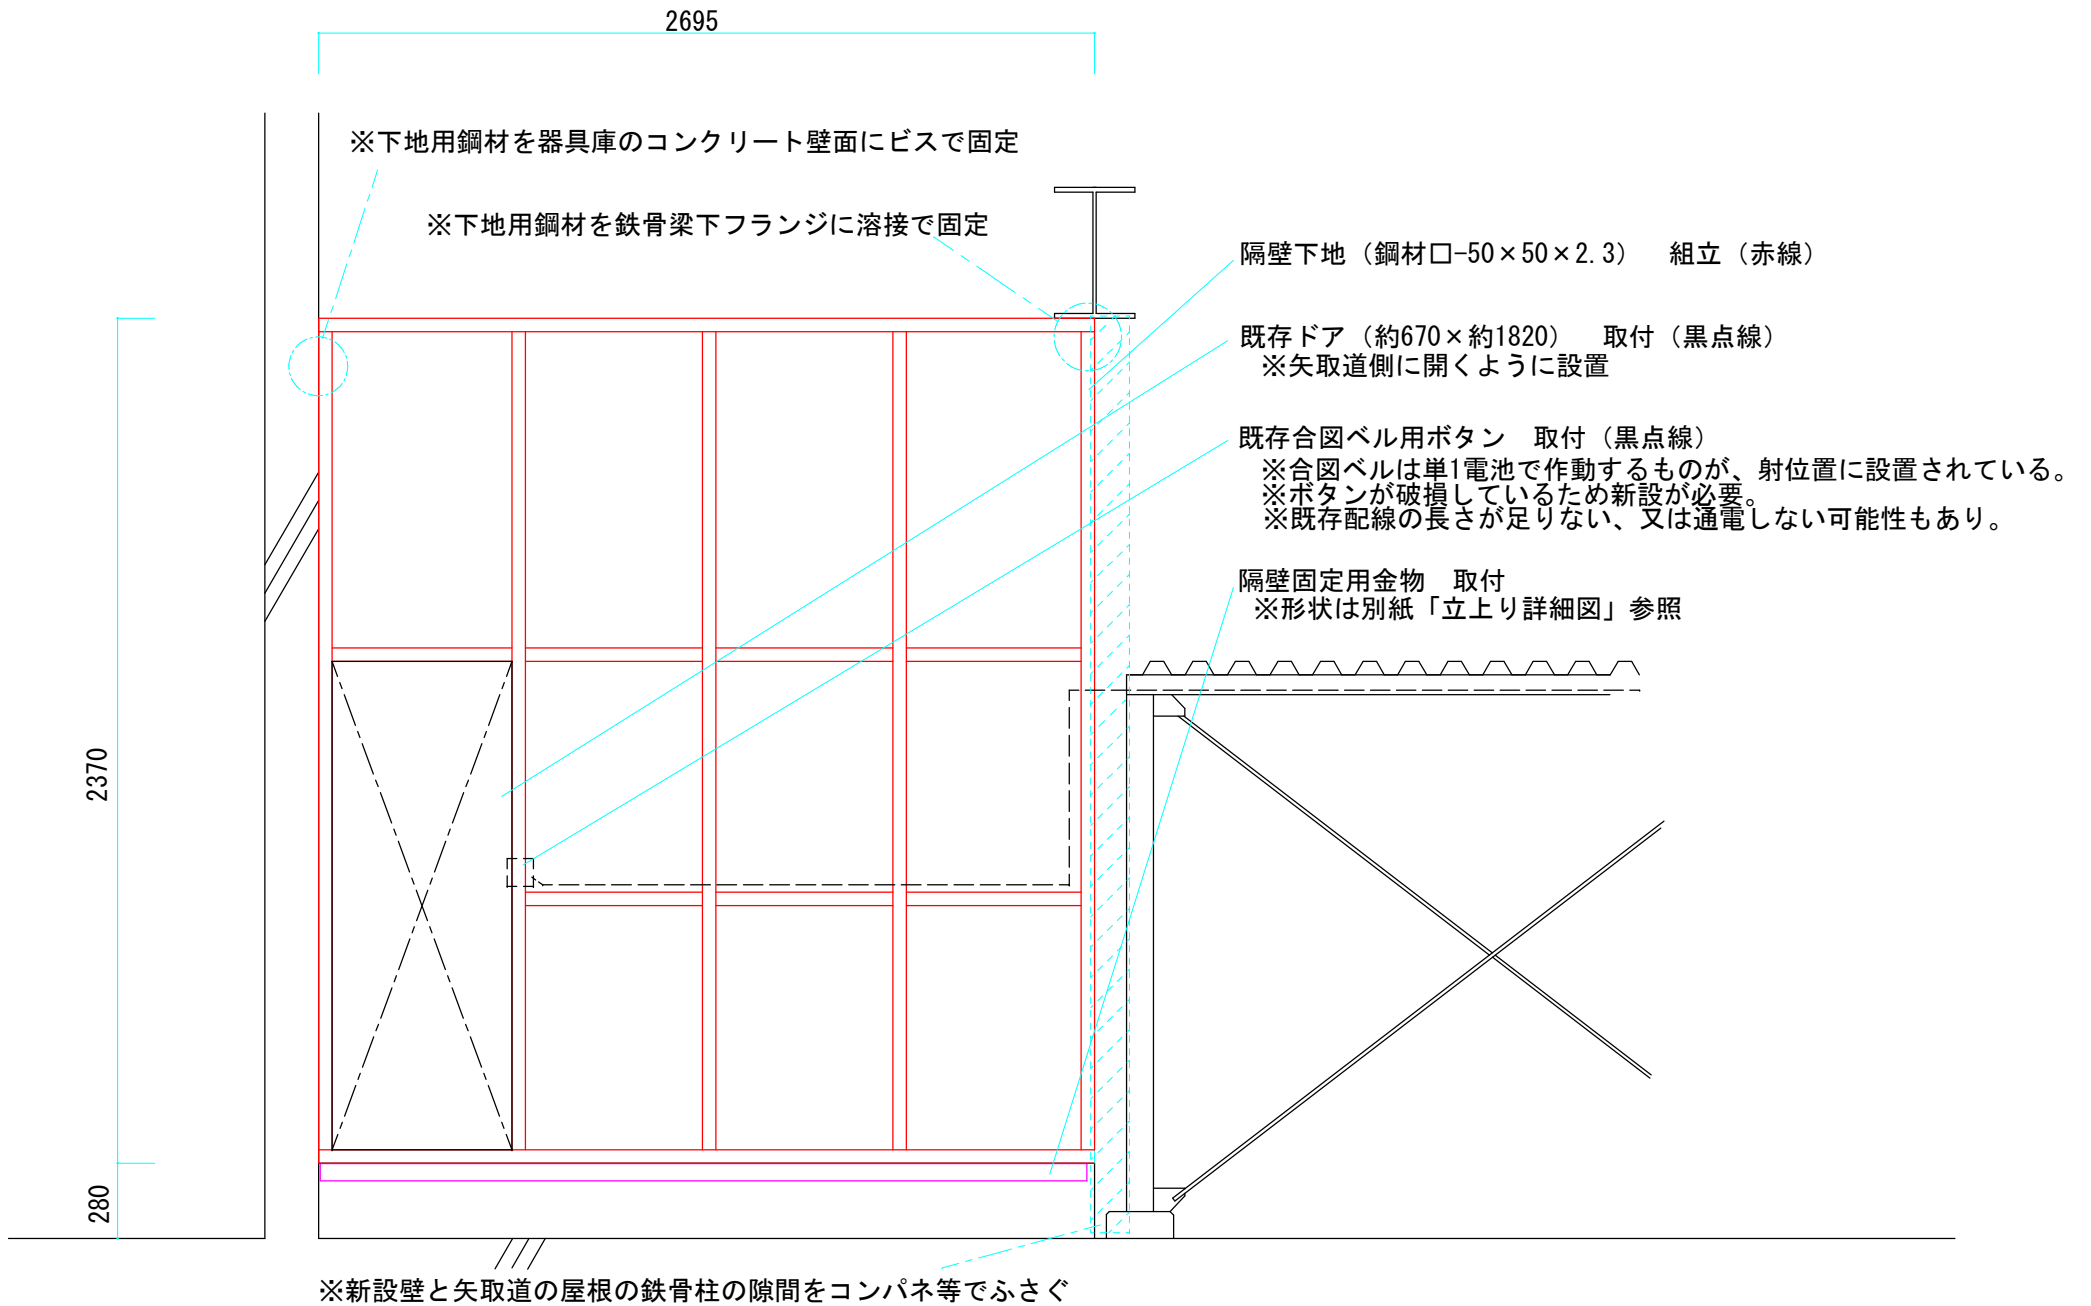 2695
※下地用鋼材を器具庫のコンクリート壁面にビスで固定
※下地用鋼材を鉄骨梁下フランジに溶接で固定
隔壁下地（鋼材口-50×50×2.3）　組立（赤線）
既存ドア（約670×約1820）　取付（黒点線）
※矢取道側に開くように設置
既存合図ベル用ボタン　取付（黒点線）
※合図ベルは単1電池で作動するものが、射位置に設置されている。
※ボタンが破損しているため新設が必要。
※既存配線の長さが足りない、又は通電しない可能性もあり。
隔壁固定用金物　取付
※形状は別紙「立上り詳細図」参照
2370
280
※新設壁と矢取道の屋根の鉄骨柱の隙間をコンパネ等でふさぐ